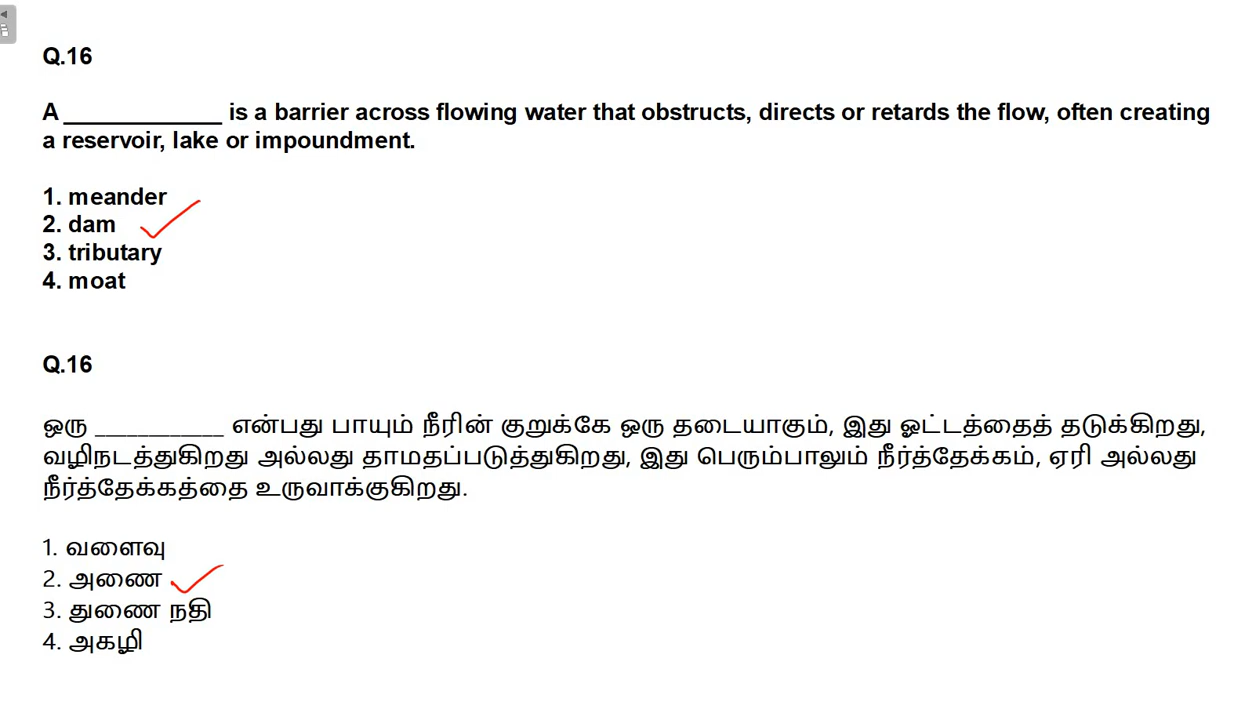 Q.16
A_____________ is a barrier across flowing water that obstructs, directs or retards the flow, often creating
a reservoir, lake or impoundment.
1. meander
2. dam
3. tributary
4. moat
Q.16
ஒரு ____________ என்பது பாயும் நீரின் குறுக்கே ஒரு தடையாகும், இது ஓட்டத்தைத் தடுக்கிறது,
வழிநடத்துகிறது அல்லது தாமதப்படுத்துகிறது, இது பெரும்பாலும் நீர்த்தேக்கம், ஏரி அல்லது
நீர்த்தேக்கத்தை உருவாக்குகிறது.
1. வளைவு
2. அணை
3. துணை நதி
4. அகழி